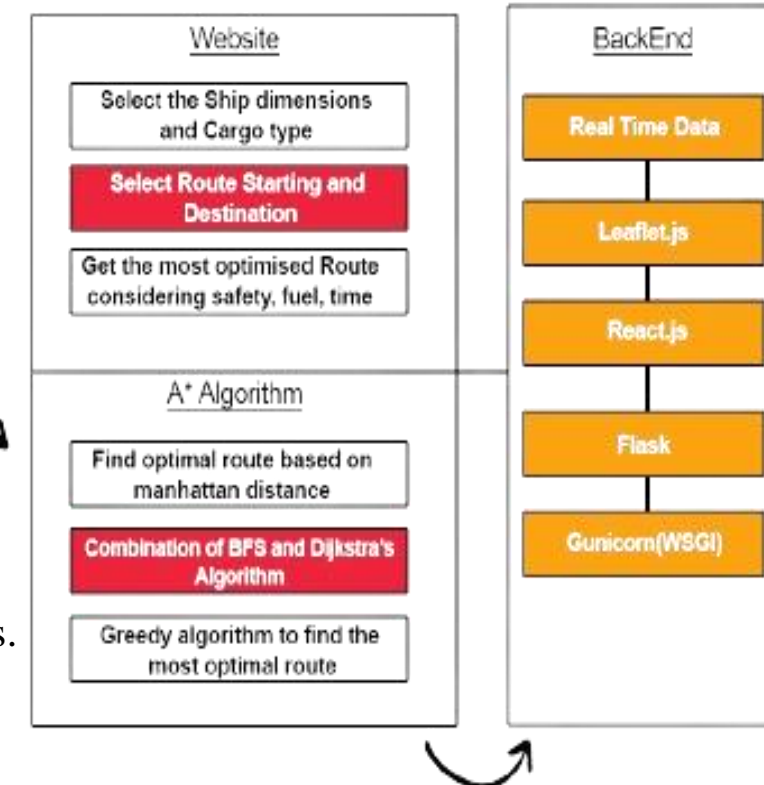 Website
Select the Ship dimensions
and Cargo type
Select Route Starting and
Destination
Get the most optimised Route
considering safety, fuel, time
A* Algorithm
Find optimal route based on
manhattan distance
Combination of BFS and Dijkstra's
Algorithm
Greedy algorithm to find the
most optimal route
s.
BackEnd
Real Time Data
Leaflet.js
React.js
Flask
Gunicorn(WSGI)